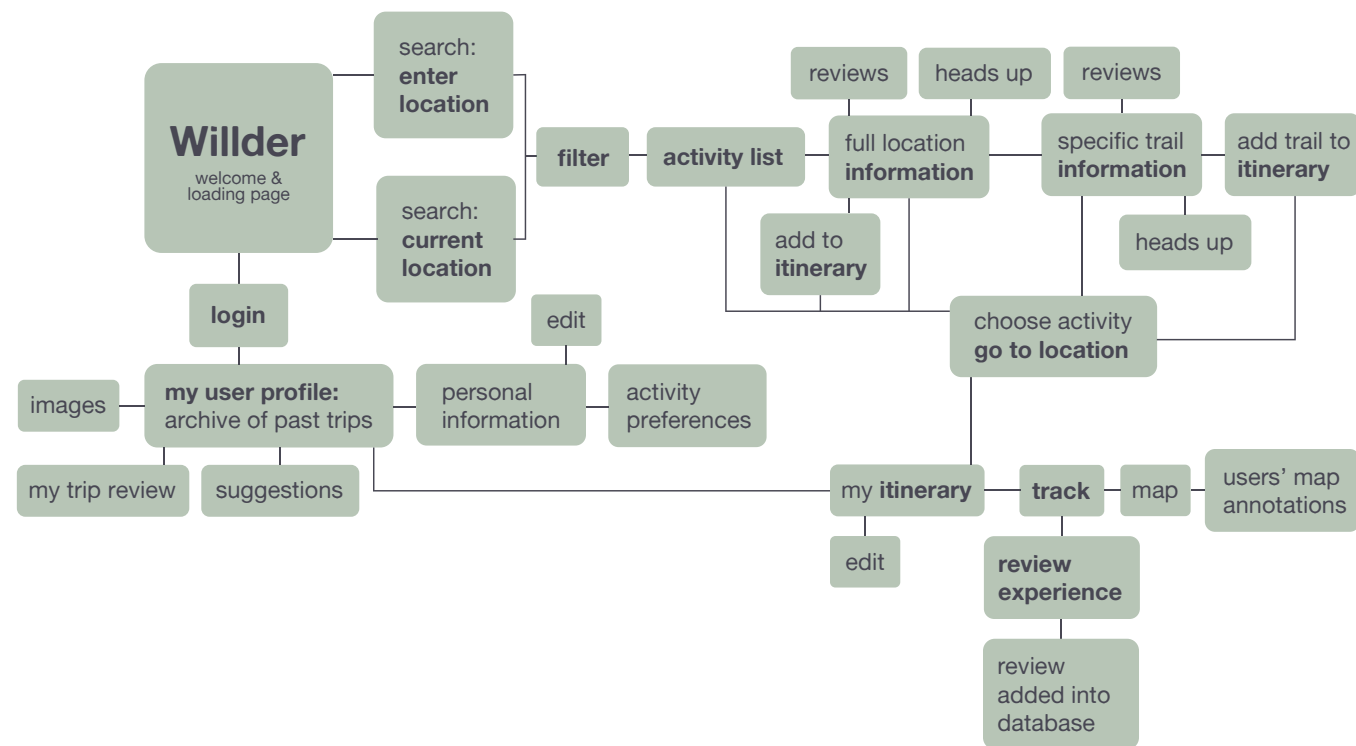 Willder
welcome &
loading page
search:
enter
location
search:
current
location
filter
activity list
reviews
heads up
full location
information
add to
itinerary
reviews
specific trail
information
heads up
add trail to
itinerary
choose activity
go to location
login
my user profile:
archive of past trips
images
my trip review
suggestions
edit
personal
information
activity
preferences
my itinerary
edit
track
map
users’ map
annotations
review
experience
review
added into
database